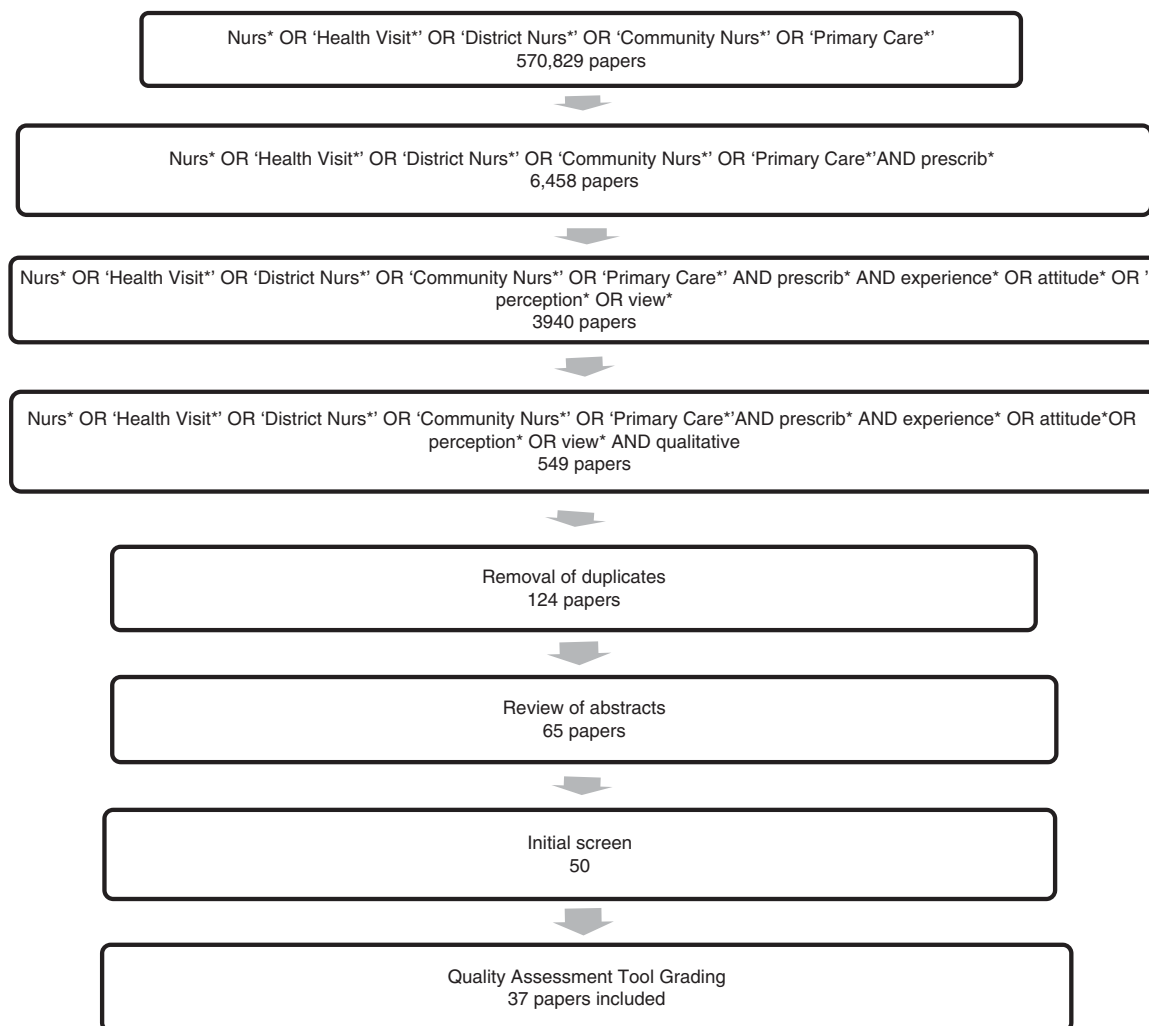 Nurs* OR ‘Health Visit*’ OR ‘District Nurs*’ OR ‘Community Nurs*’ OR ‘Primary Care*’
570,829 papers
Nurs* OR ‘Health Visit*’ OR ‘District Nurs*’ OR ‘Community Nurs*’ OR ‘Primary Care*’AND prescrib*
6,458 papers
Nurs* OR ‘Health Visit*’ OR ‘District Nurs*’ OR ‘Community Nurs*’ OR ‘Primary Care*’ AND prescrib* AND experience* OR attitude* OR ’
perception* OR view*
3940 papers
Nurs* OR ‘Health Visit*’ OR ‘District Nurs*’ OR ‘Community Nurs*’ OR ‘Primary Care*’AND prescrib* AND experience* OR attitude*OR
perception* OR view* AND qualitative
549 papers
Removal of duplicates
124 papers
Review of abstracts
65 papers
Initial screen
50
Quality Assessment Tool Grading
37 papers included